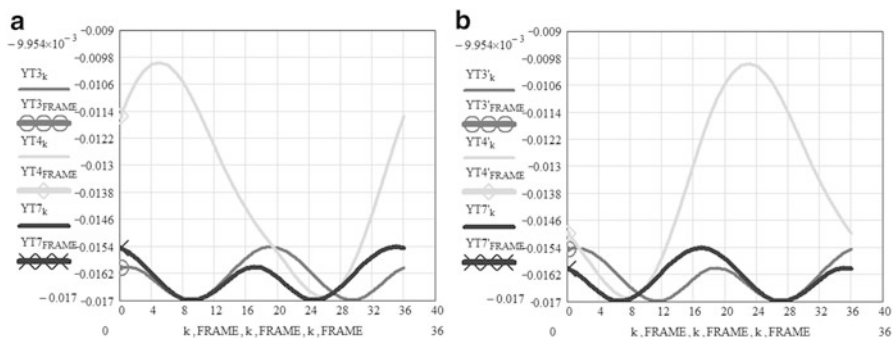 a
−9.954×10⁻³
YT3k
YT3FRAME
YT4k
YT4FRAME
YT7k
YT7FRAME
−0.017
−0.009
−0.0098
−0.0106
−0.0114
−0.0122
−0.013
−0.0138
−0.0146
−0.0154
−0.0162
−0.017
0 4 8 12 16 20 24 28 32 36 40
0 k ,FRAME, k ,FRAME, k ,FRAME 36
b
−9.954×10⁻³
YT3'k
YT3'FRAME
YT4'k
YT4'FRAME
YT7'k
YT7'FRAME
−0.017
−0.009
−0.0098
−0.0106
−0.0114
−0.0122
−0.013
−0.0138
−0.0146
−0.0154
−0.0162
−0.017
0 4 8 12 16 20 24 28 32 36 40
0 k ,FRAME, k ,FRAME, k ,FRAME 36